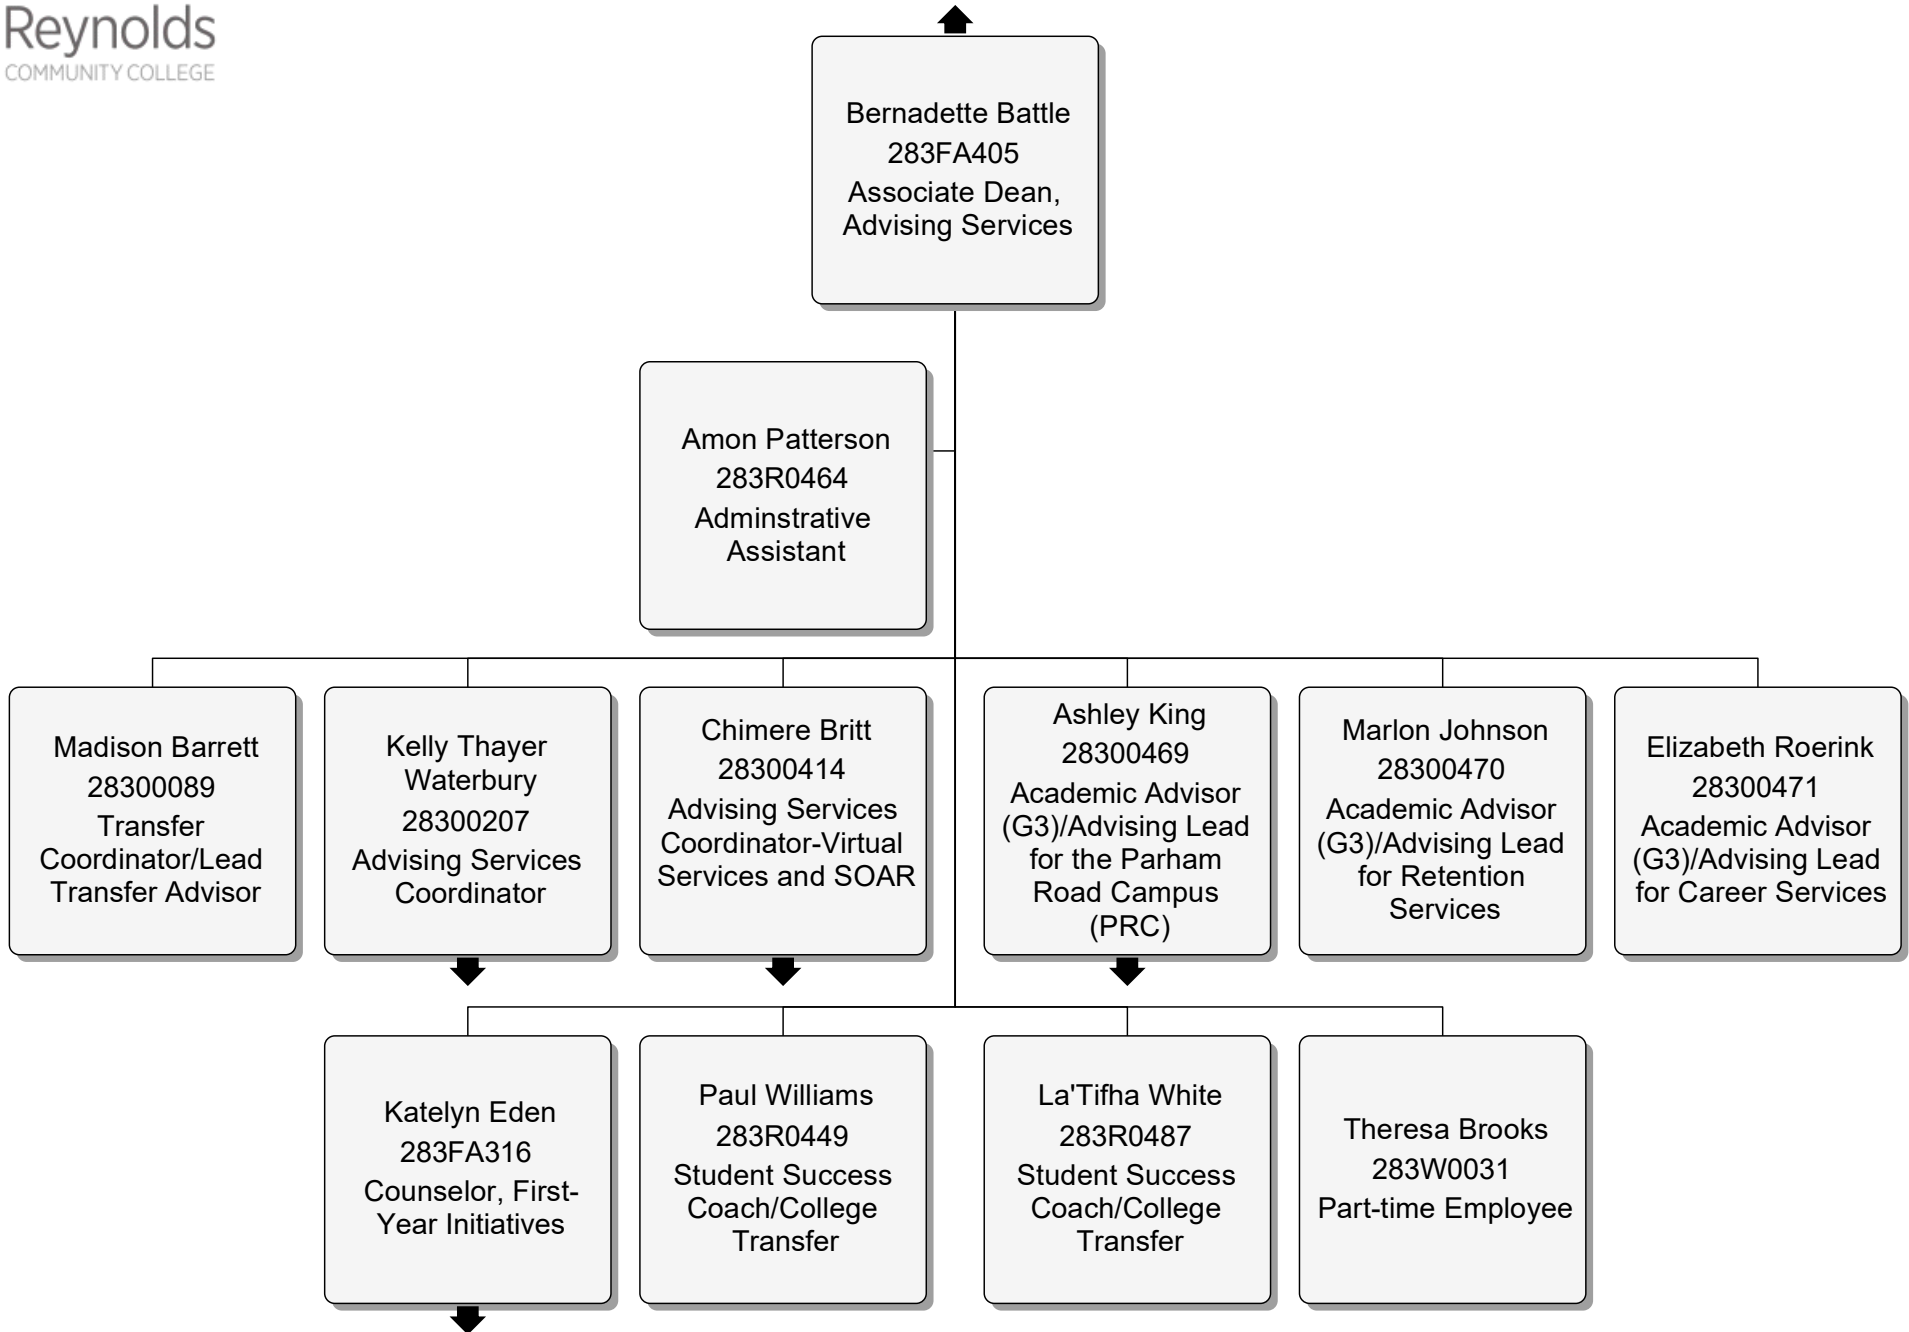 Reynolds
COMMUNITY COLLEGE
Bernadette Battle
283FA405
Associate Dean,
Advising Services
Amon Patterson
283R0464
Adminstrative
Assistant
Madison Barrett
28300089
Transfer
Coordinator/Lead
Transfer Advisor
Kelly Thayer
Waterbury
28300207
Advising Services
Coordinator
Chimere Britt
28300414
Advising Services
Coordinator-Virtual
Services and SOAR
Ashley King
28300469
Academic Advisor
(G3)/Advising Lead
for the Parham
Road Campus
(PRC)
Marlon Johnson
28300470
Academic Advisor
(G3)/Advising Lead
for Retention
Services
Elizabeth Roerink
28300471
Academic Advisor
(G3)/Advising Lead
for Career Services
Katelyn Eden
283FA316
Counselor, First-
Year Initiatives
Paul Williams
283R0449
Student Success
Coach/College
Transfer
La'Tifha White
283R0487
Student Success
Coach/College
Transfer
Theresa Brooks
283W0031
Part-time Employee